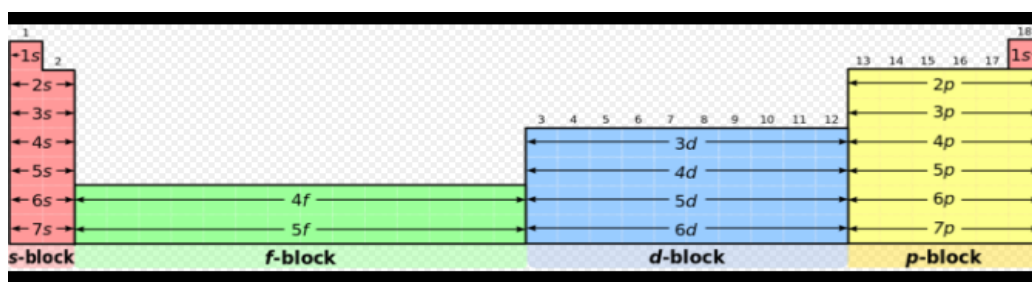 1 18
1s 2 13 14 15 16 17 1s
2s 2p
3s 3 4 5 6 7 8 9 10 11 12 3p
4s 3d 4p
5s 4d 5p
6s 4f 5d 6p
7s 5f 6d 7p
s-block f-block d-block p-block